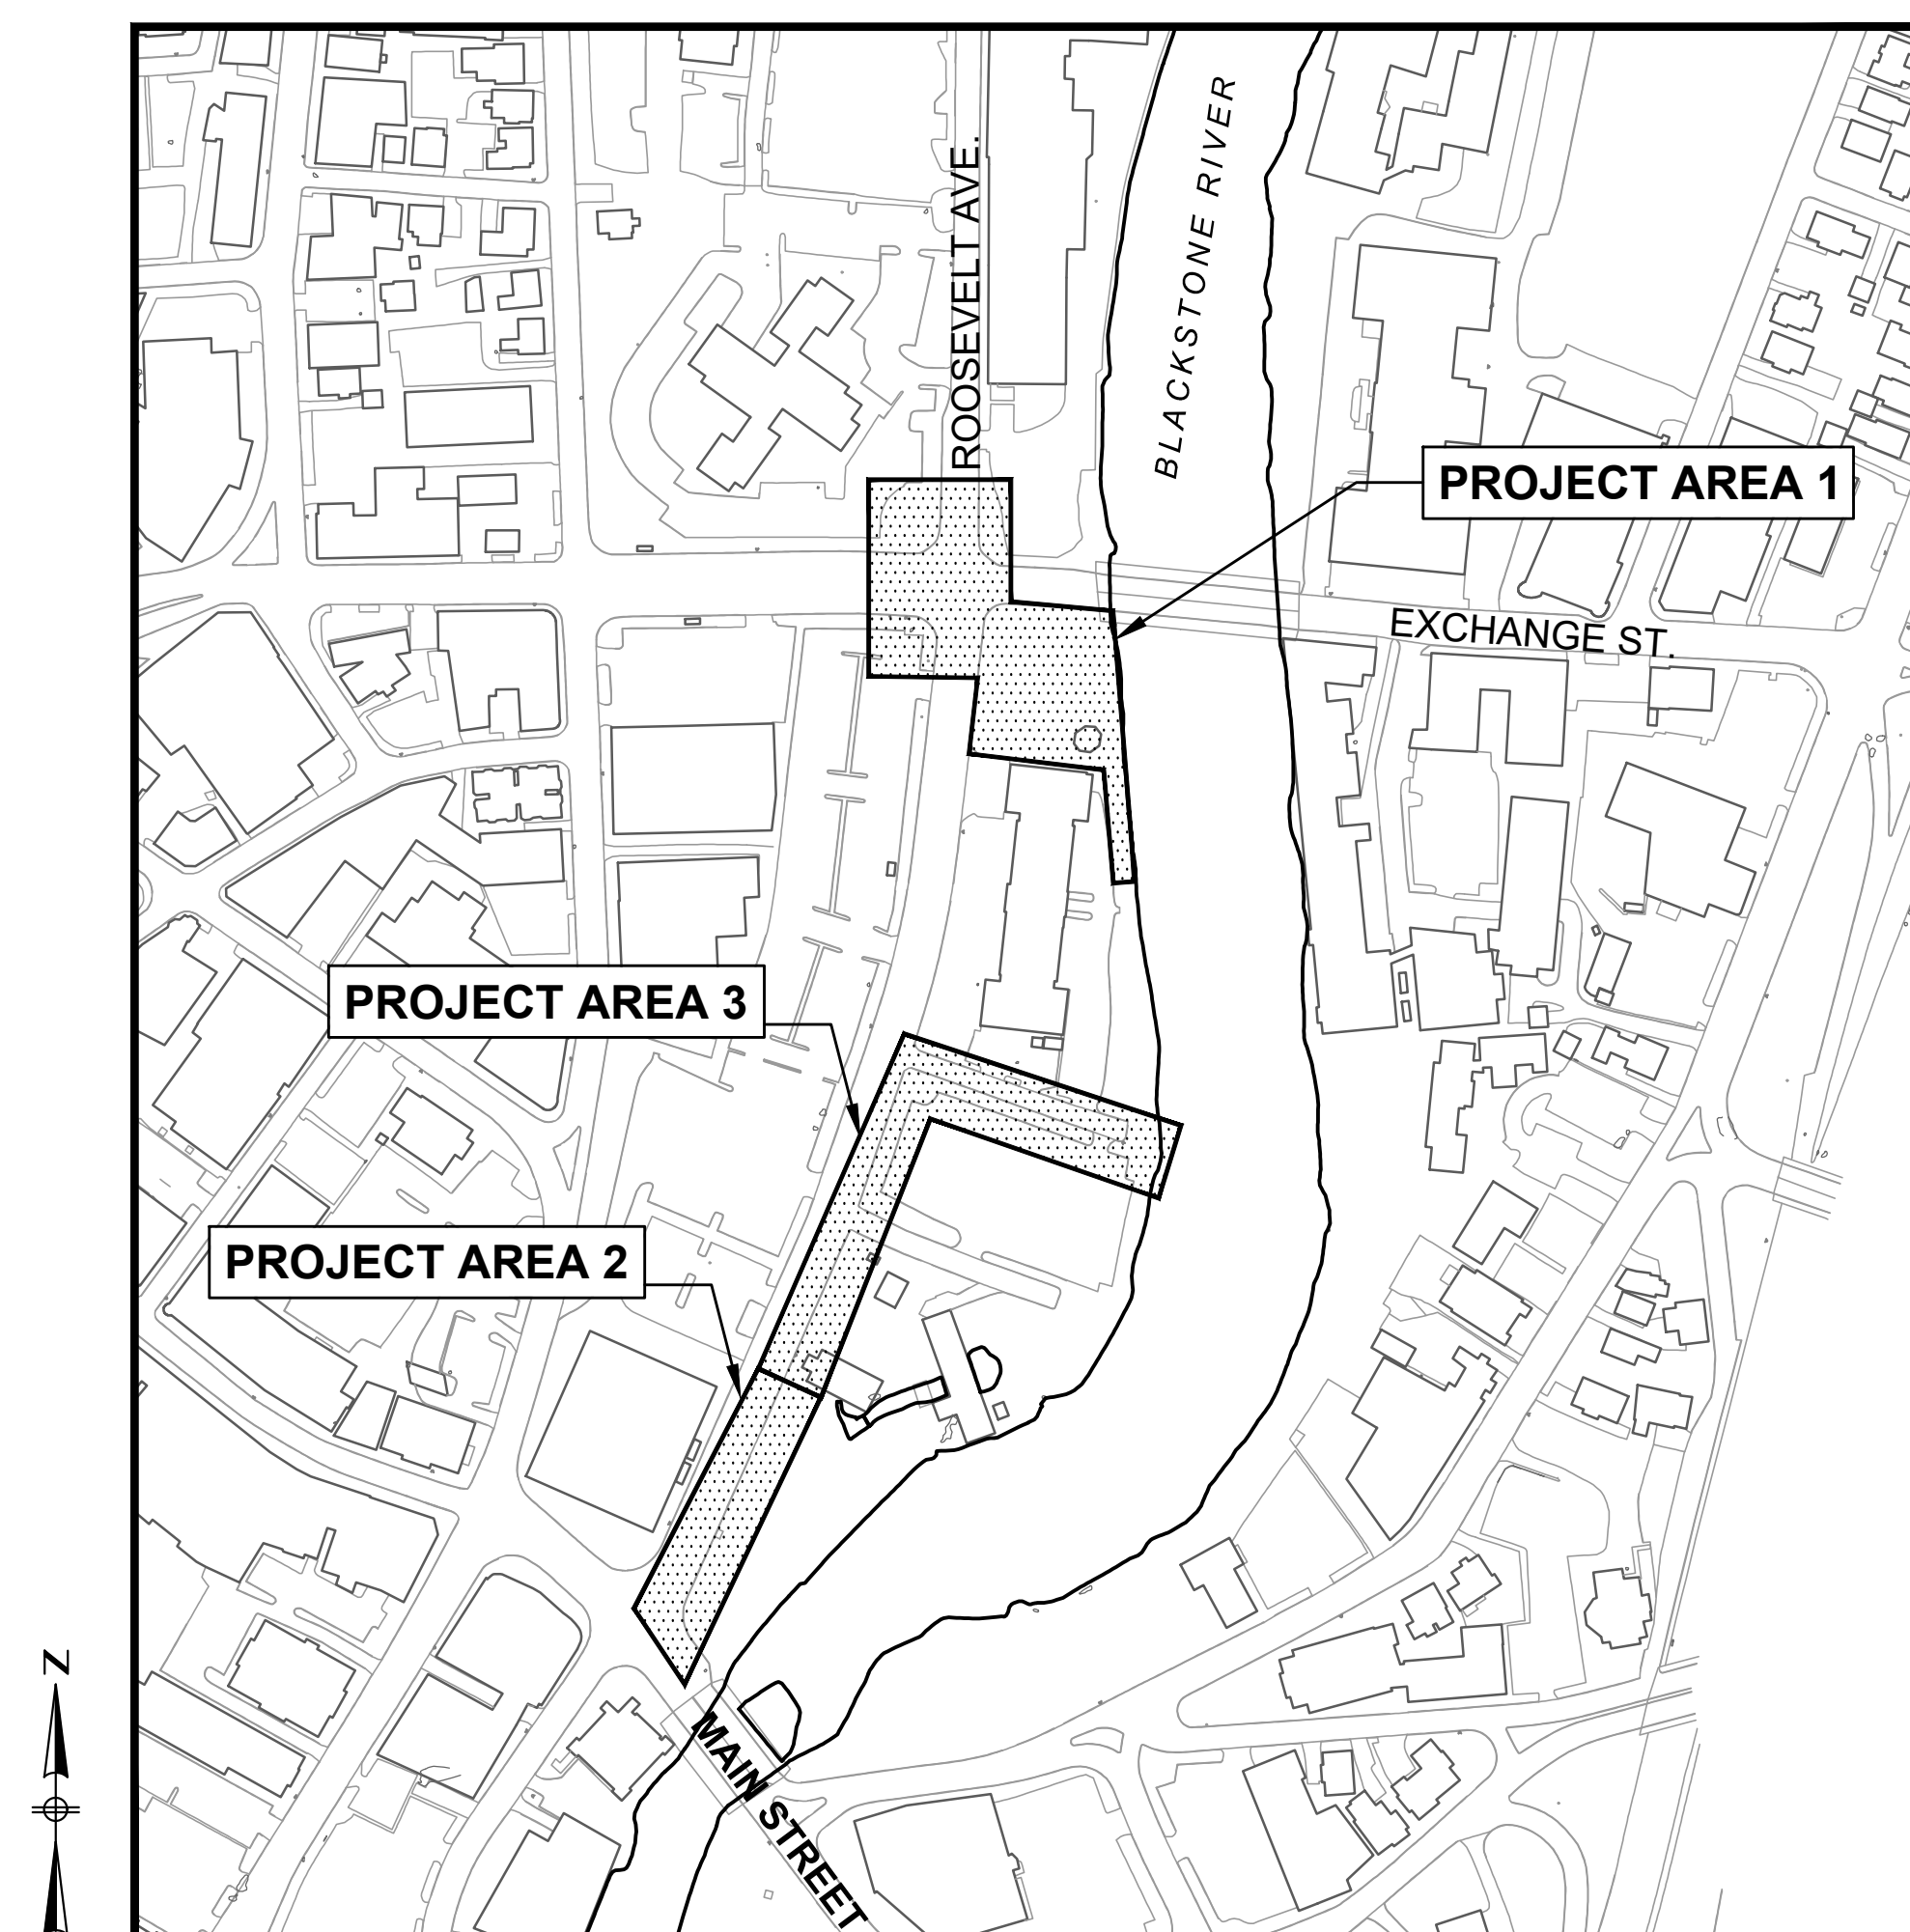 ROOSEVELT AVE.
BLACKSTONE RIVER
PROJECT AREA 1
EXCHANGE ST.
PROJECT AREA 3
PROJECT AREA 2
N
MAIN STREET